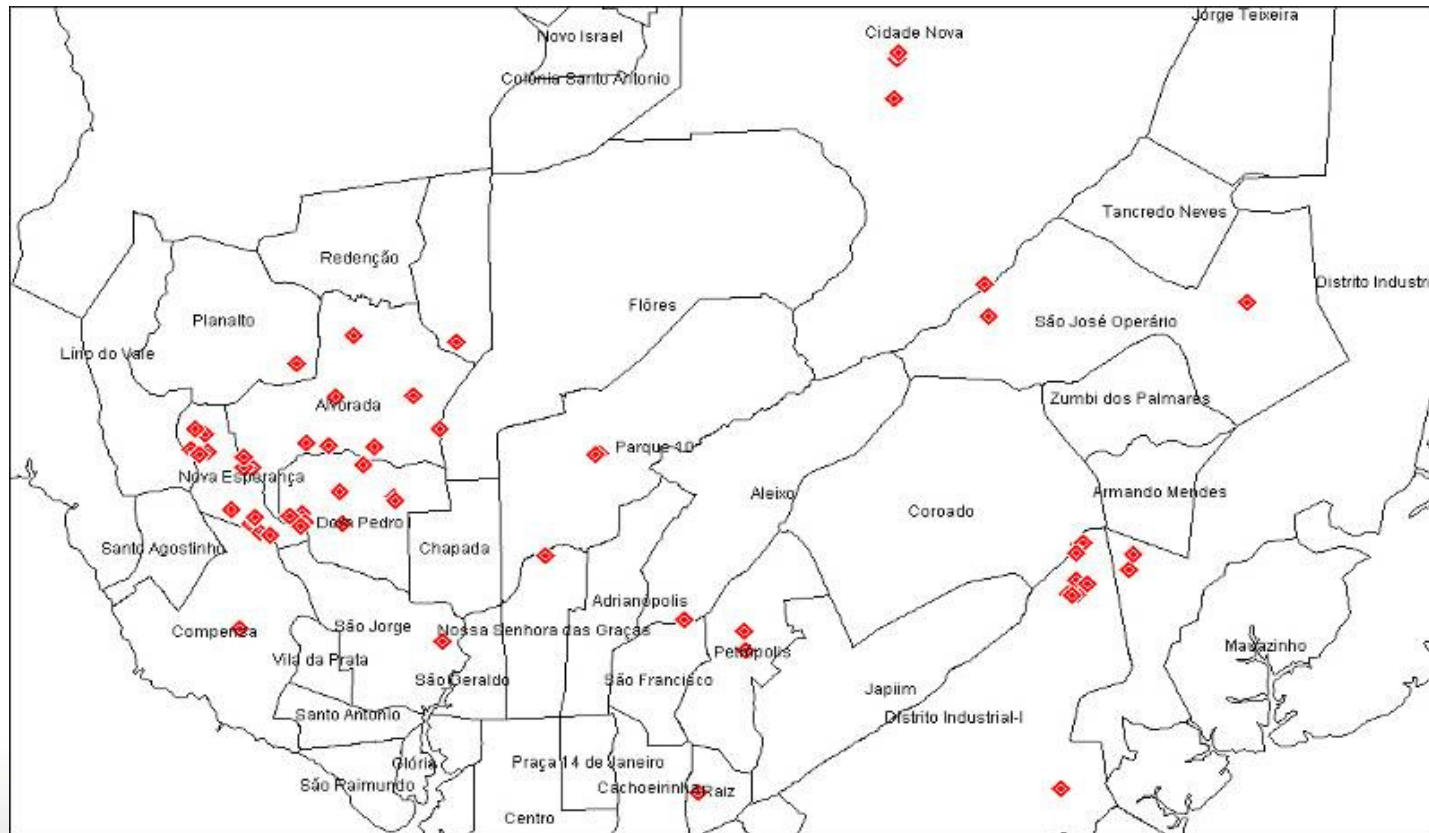 Jorge Teixeira
Cidade Nova
Novo Israel
Colônia Santo Antonio
Tancredo Neves
Redenção
Distrito Industri
Flôres
Planalto
São José Operário
Lírio do Vale
Zumbi dos Palmares
Alvorada
Parque 10
Nova Esperança
Aleixo
Armando Mendes
Coroado
Dom Pedro I
Santo Agostinho
Chapada
Adrianópolis
São Jorge
Compensa
Nossa Senhora das Graças
Petrópolis
Mauazinho
Vila da Prata
São Geraldo
São Francisco
Japiim
Santo Antonio
Distrito Industrial-I
Glória
Praça 14 de Janeiro
São Raimundo
Cachoeirinha
Raiz
Centro